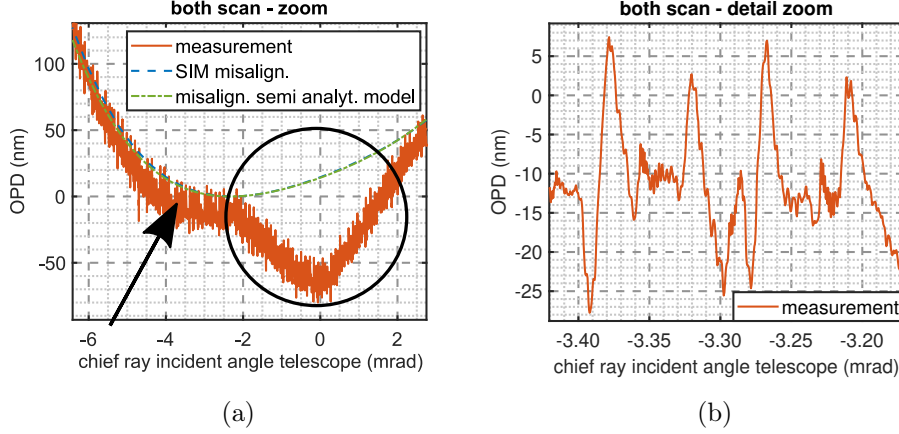 both scan - zoom
measurement
SIM misalign.
misalign. semi analyt. model
OPD (nm)
100
50
0
-50
-6
-4
-2
0
2
chief ray incident angle telescope (mrad)
(a)
both scan - detail zoom
OPD (nm)
5
0
-5
-10
-15
-20
-25
measurement
-3.40
-3.35
-3.30
-3.25
-3.20
chief ray incident angle telescope (mrad)
(b)